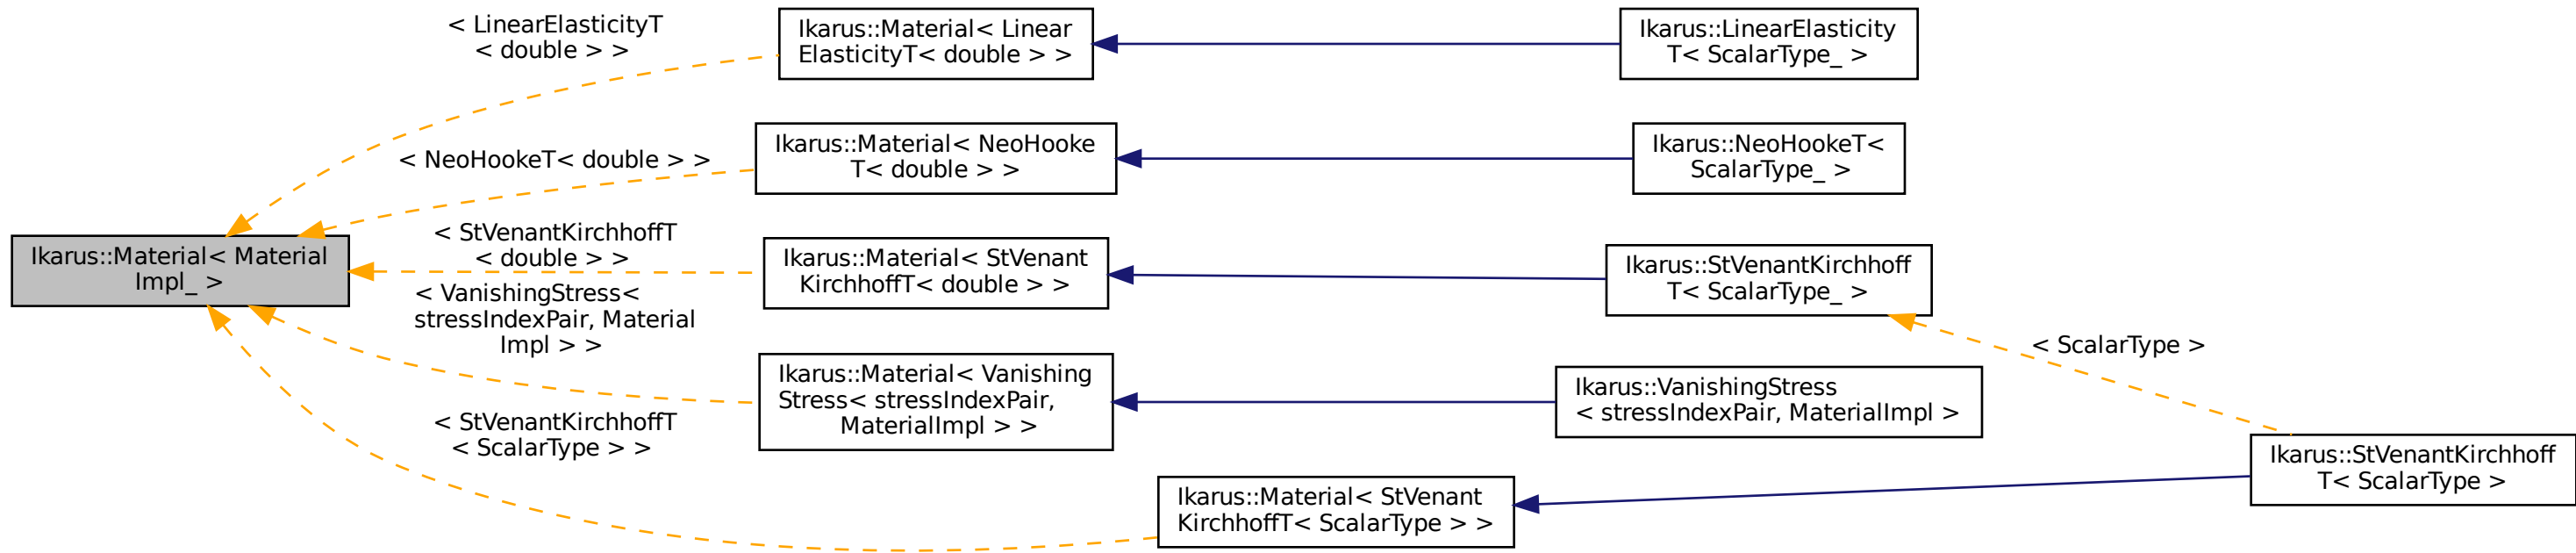 Ikarus::Material< Material
Impl_ >
< LinearElasticityT
< double > >
< NeoHookeT< double > >
< StVenantKirchhoffT
< double > >
< VanishingStress<
stressIndexPair, Material
Impl > >
< StVenantKirchhoffT
< ScalarType > >
Ikarus::Material< Linear
ElasticityT< double > >
Ikarus::Material< NeoHooke
T< double > >
Ikarus::Material< StVenant
KirchhoffT< double > >
Ikarus::Material< Vanishing
Stress< stressIndexPair,
MaterialImpl > >
Ikarus::Material< StVenant
KirchhoffT< ScalarType > >
Ikarus::LinearElasticity
T< ScalarType_ >
Ikarus::NeoHookeT<
ScalarType_ >
Ikarus::StVenantKirchhoff
T< ScalarType_ >
Ikarus::VanishingStress
< stressIndexPair, MaterialImpl >
< ScalarType >
Ikarus::StVenantKirchhoff
T< ScalarType >